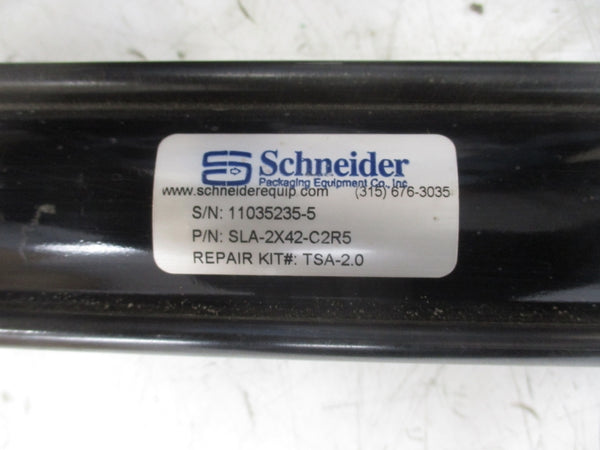 Schneider
Packaging Equipment Co., Inc.
www.schneiderequip.com (315) 676-3035
S/N: 11035235-5
P/N: SLA-2X42-C2R5
REPAIR KIT#: TSA-2.0